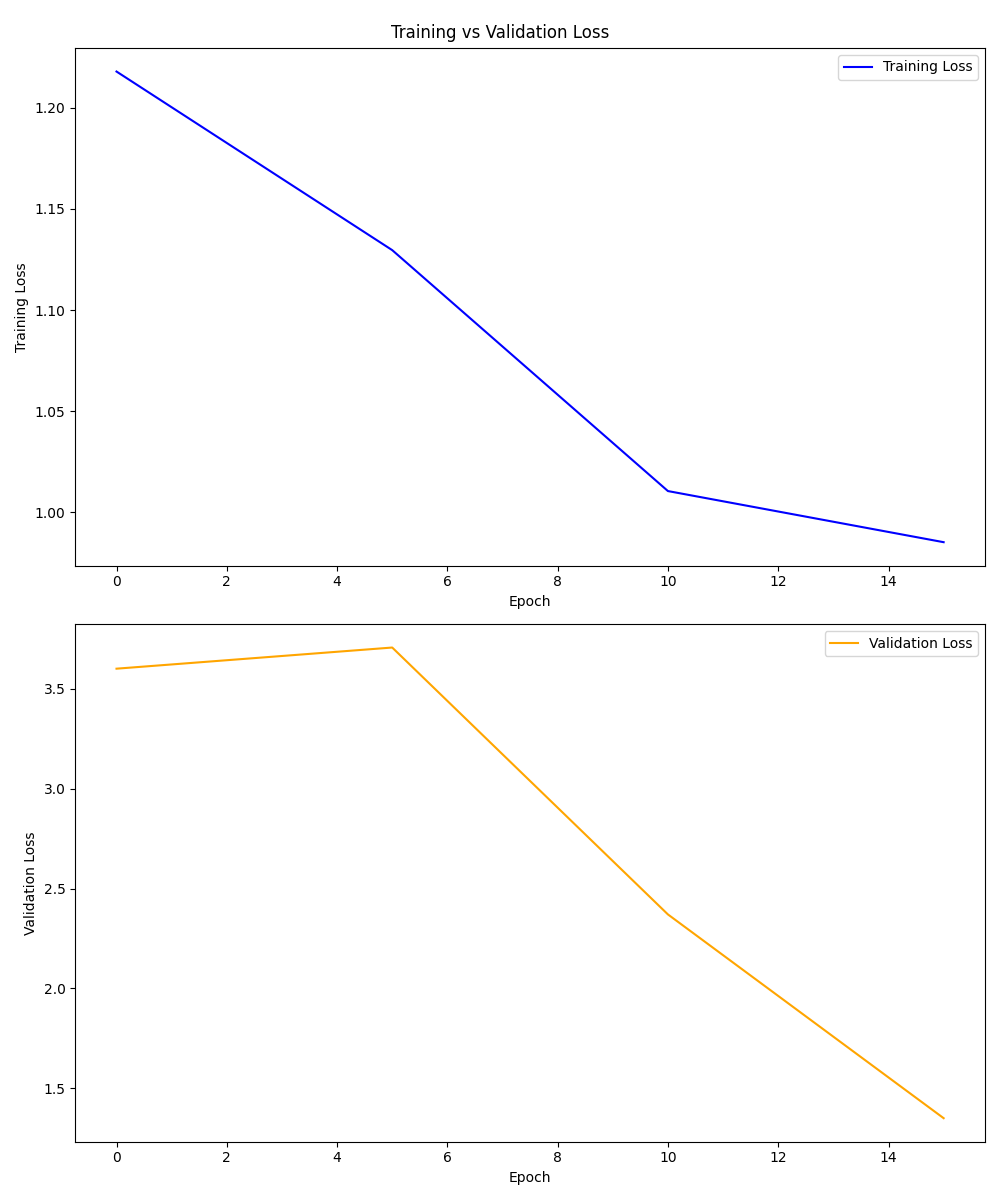 Training vs Validation Loss
Training Loss
1.20
1.15
1.10
1.05
1.00
Training Loss
0 2 4 6 8 10 12 14
Epoch
Validation Loss
3.5
3.0
2.5
2.0
1.5
Validation Loss
0 2 4 6 8 10 12 14
Epoch